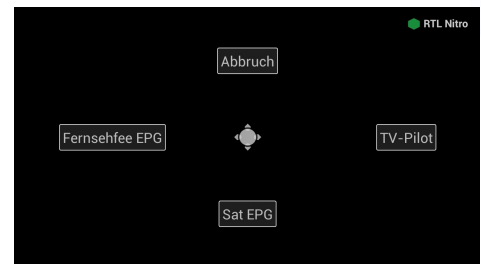 RTL Nitro
Abbruch
Fernsehfee EPG
TV-Pilot
Sat EPG